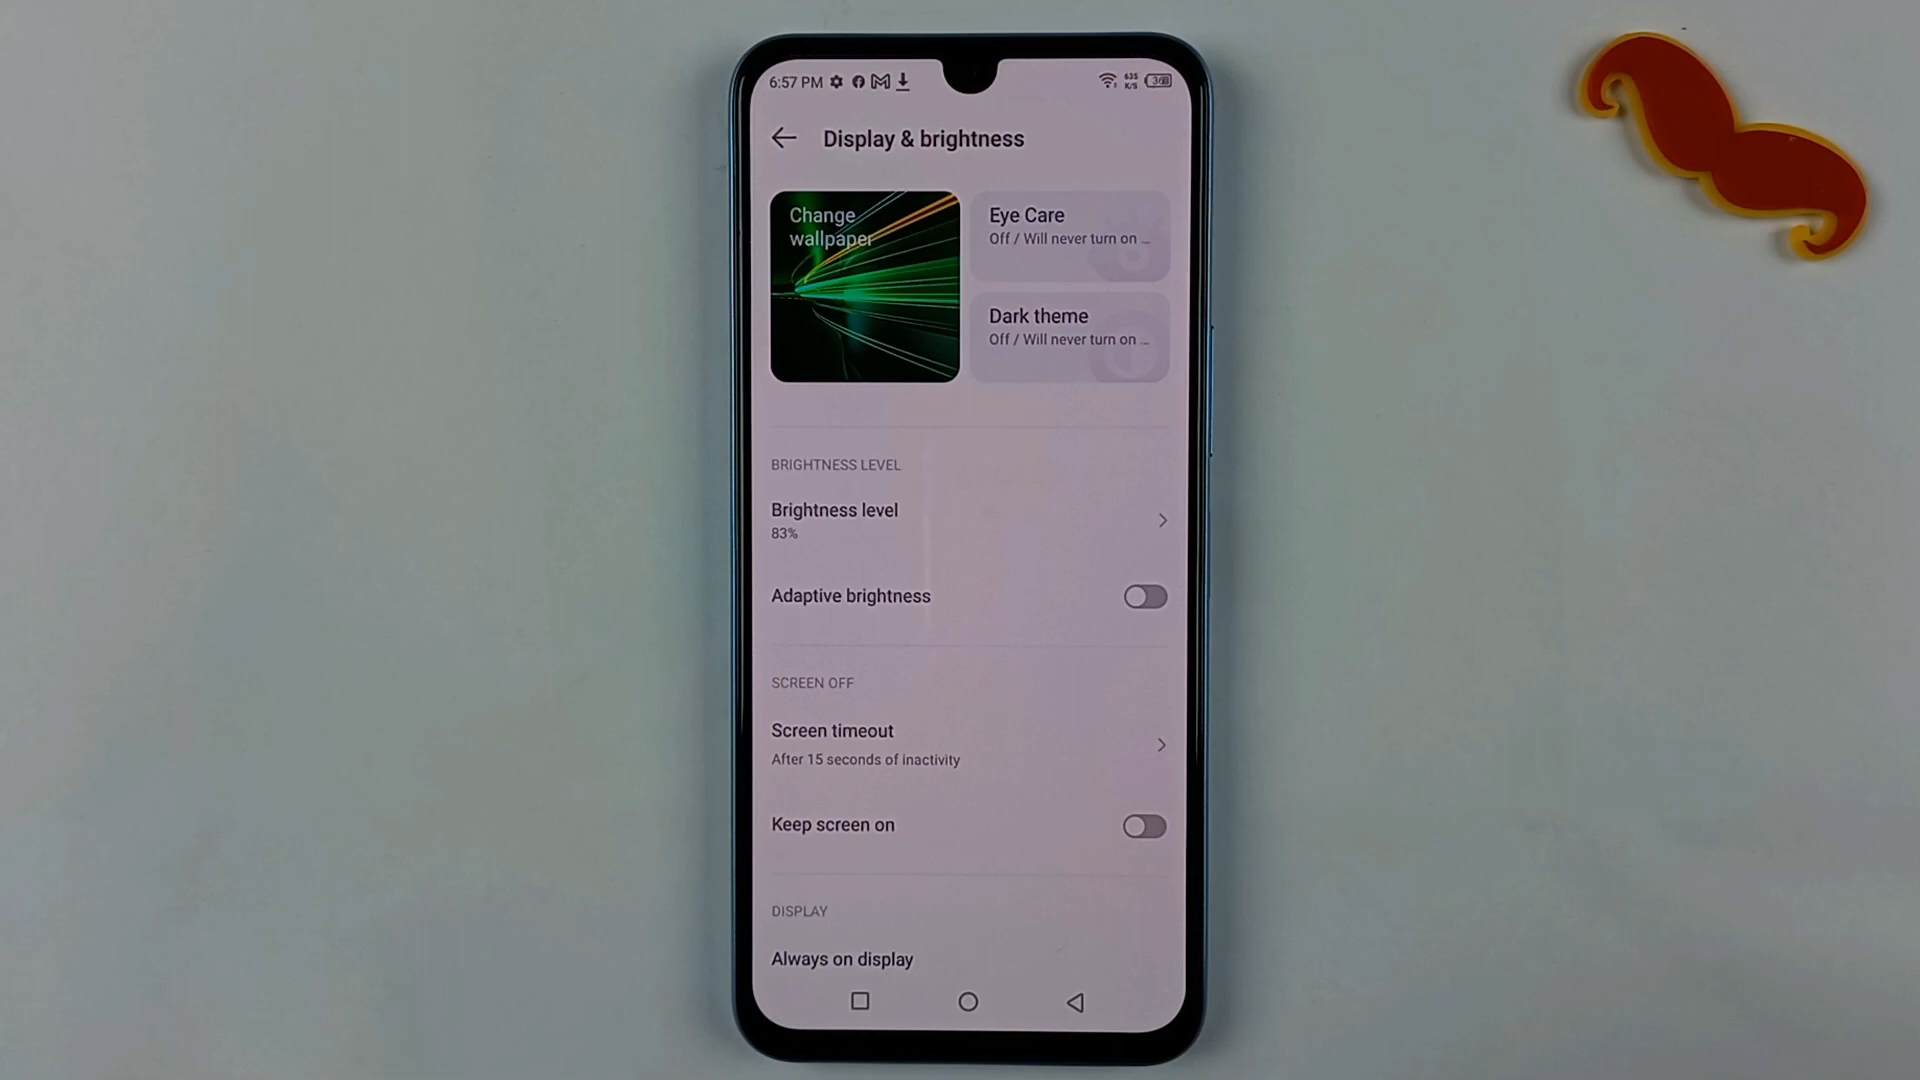 6:57 PM
635
K/S
Display & brightness
Change
wallpaper
Eye Care
Off / Will never turn on ...
Dark theme
Off / Will never turn on ...
BRIGHTNESS LEVEL
Brightness level
83%
Adaptive brightness
SCREEN OFF
Screen timeout
After 15 seconds of inactivity
Keep screen on
DISPLAY
Always on display